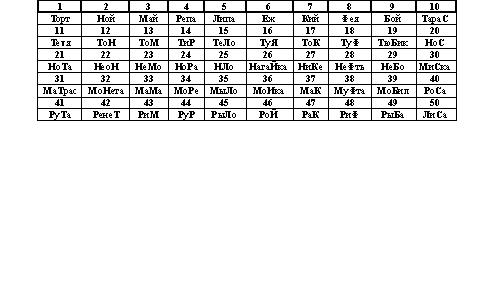 1 2 3 4 5 6 7 8 9 10
Торт Ной Май Репа Липа Еж Кий Фея Бой ТараС
11 12 13 14 15 16 17 18 19 20
Тетя ТоН ТоМ ТиР ТеЛо ТуЯ ТоК ТуФ ТюБик НоС
21 22 23 24 25 26 27 28 29 30
НоТа НеоН НеМо НоРа НЛо НагаЙка НиКе НеФть НеБо МиСка
31 32 33 34 35 36 37 38 39 40
МаТрас МоНета МаМа МоРе МыЛо МоЙка МаК МуФта МоБил РоСа
41 42 43 44 45 46 47 48 49 50
РуТа РенеТ РиМ РуР РыЛо РоЙ РаК РиФ РыБа ЛиСа